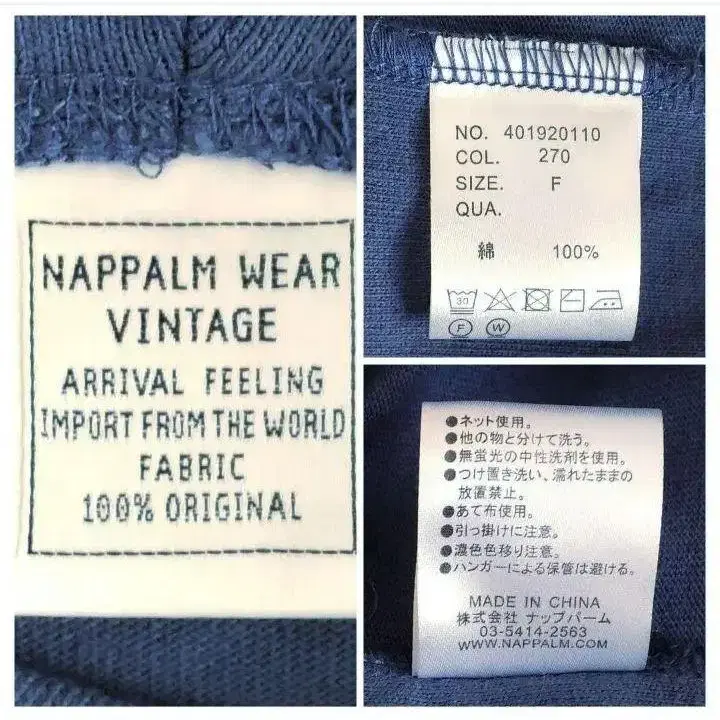 NAPPALM WEAR
VINTAGE
ARRIVAL FEELING
IMPORT FROM THE WORLD
FABRIC
100% ORIGINAL
NO. 401920110
COL. 270
SIZE. F
QUA.
綿 100%
30
F W
●ネット使用。
●他の物と分けて洗う。
●無蛍光の中性洗剤を使用。
●つけ置き洗い、濡れたままの
放置禁止。
●あて布使用。
●引っ掛けに注意。
●濃色色移り注意。
●ハンガーによる保管は避ける。
MADE IN CHINA
株式会社 ナップパーム
03-5414-2563
WWW.NAPPALM.COM